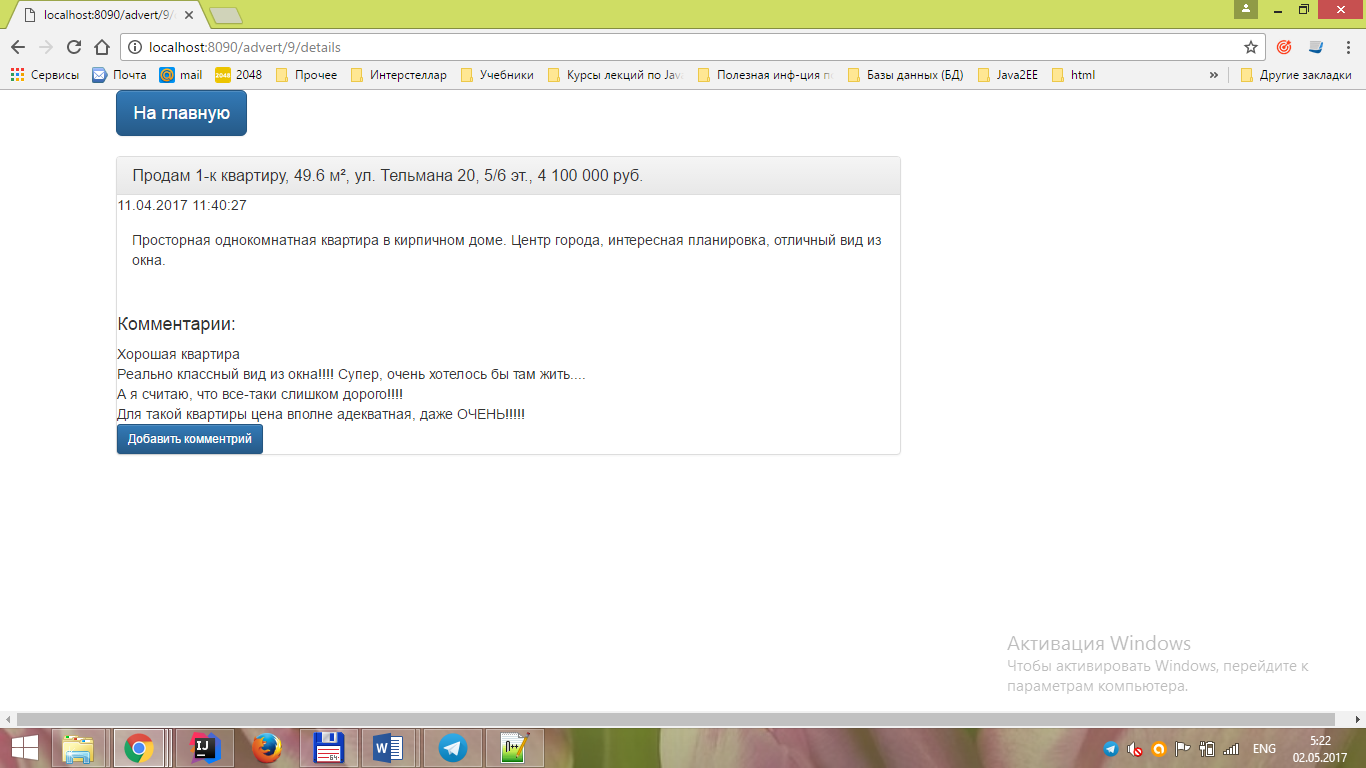 localhost:8090/advert/9/
localhost:8090/advert/9/details
Сервисы
Почта
mail
2048
Прочее
Интерстеллар
Учебники
Курсы лекций по Java
Полезная инф-ция п
Базы данных (БД)
Java2EE
html
»
Другие закладки
На главную
Продам 1-к квартиру, 49.6 м², ул. Тельмана 20, 5/6 эт., 4 100 000 руб.
11.04.2017 11:40:27
Просторная однокомнатная квартира в кирпичном доме. Центр города, интересная планировка, отличный вид из
окна.
Комментарии:
Хорошая квартира
Реально классный вид из окна!!!! Супер, очень хотелось бы там жить....
А я считаю, что все-таки слишком дорого!!!!
Для такой квартиры цена вполне адекватная, даже ОЧЕНЬ!!!!!
Добавить комментрий
Активация Windows
Чтобы активировать Windows, перейдите к
параметрам компьютера.
ENG
5:22
02.05.2017